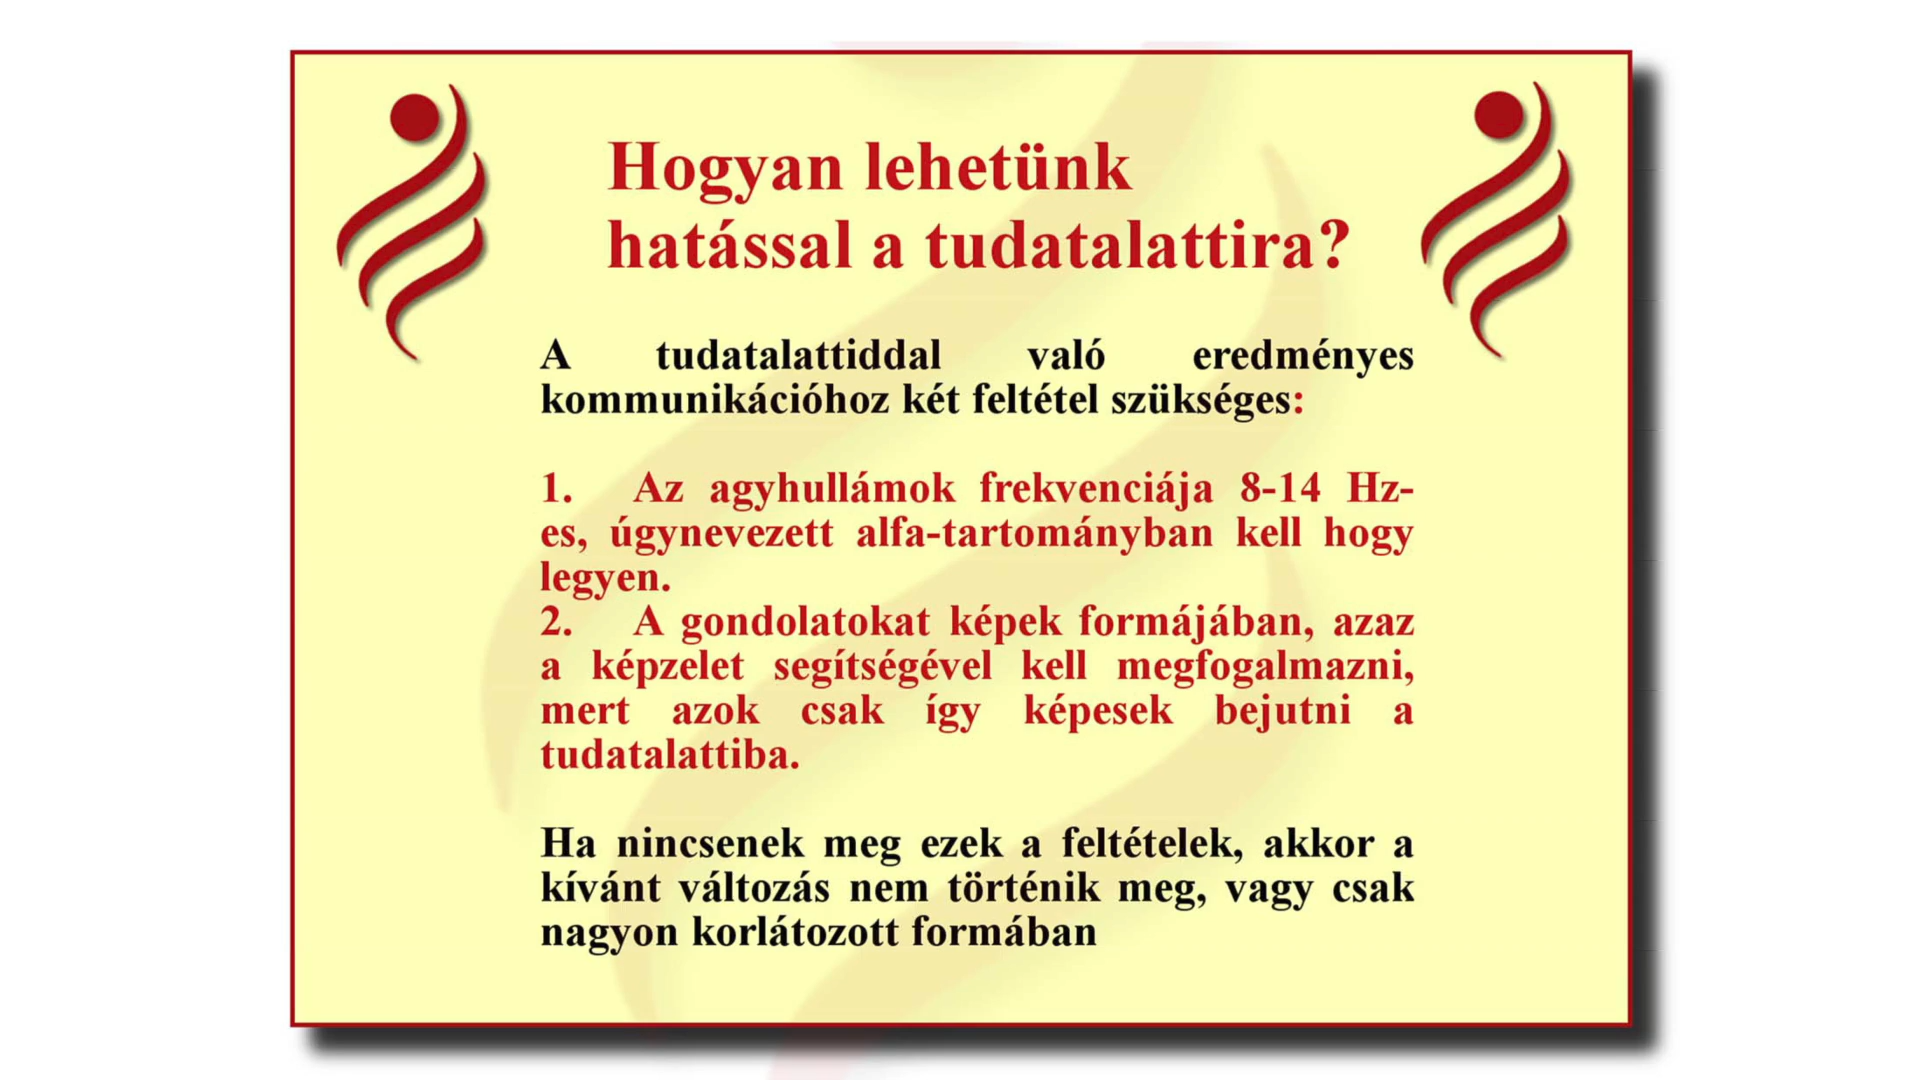 Hogyan lehetünk
hatással a tudatalattira?
A tudatalattiddal való eredményes
kommunikációhoz két feltétel szükséges:
1. Az agyhullámok frekvenciája 8-14 Hz-
es, úgynevezett alfa-tartományban kell hogy
legyen.
2. A gondolatokat képek formájában, azaz
a képzelet segítségével kell megfogalmazni,
mert azok csak így képesek bejutni a
tudatalattiba.
Ha nincsenek meg ezek a feltételek, akkor a
kívánt változás nem történik meg, vagy csak
nagyon korlátozott formában